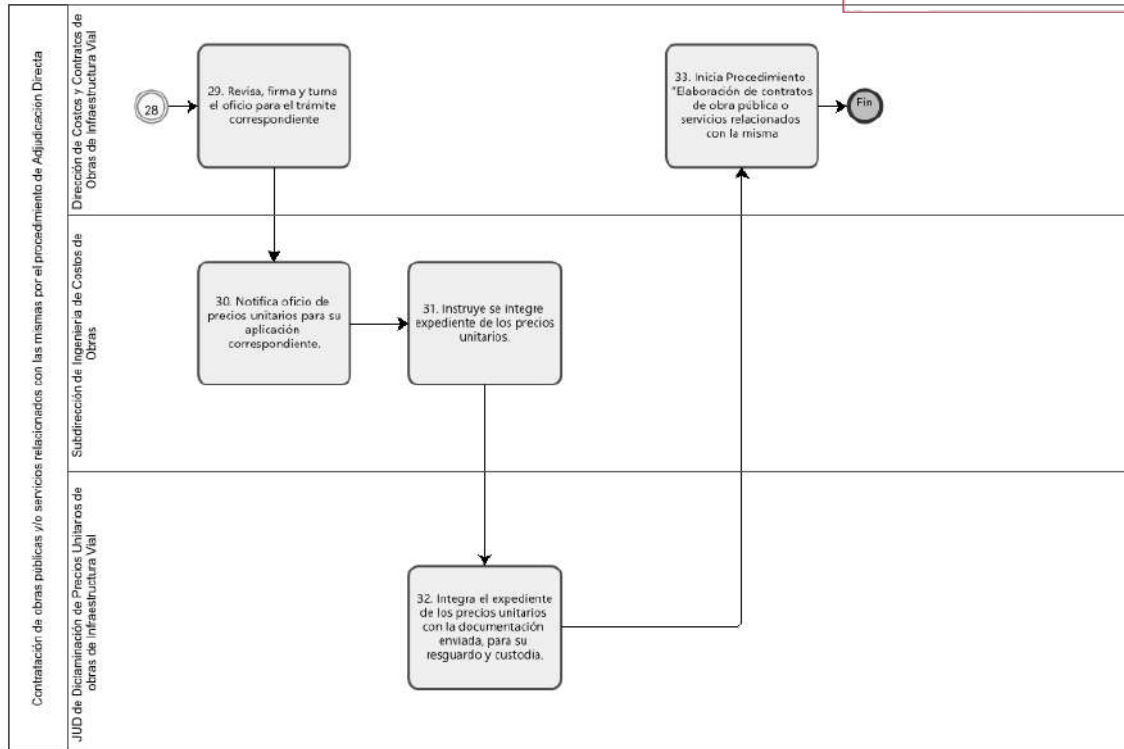 Contratación de obras públicas y/o servicios relacionados con las mismas por el procedimiento de Adjudicación Directa
Dirección de Costos y Contratos de
Obras de Infraestructura Vial
28
29. Revisa, firma y turna
el oficio para el trámite
correspondiente
33. Inicia Procedimiento
"Elaboración de contratos
de obra pública o
servicios relacionados
con la misma
Fin
Subdirección de Ingeniería de Costos de
Obras
30. Notifica oficio de
precios unitarios para su
aplicación
correspondiente.
31. Instruye se integre
expediente de los precios
unitarios.
JUD de Dictaminación de Precios Unitarios de
obras de Infraestructura Vial
32. Integra el expediente
de los precios unitarios
con la documentación
enviada, para su
resguardo y custodia.